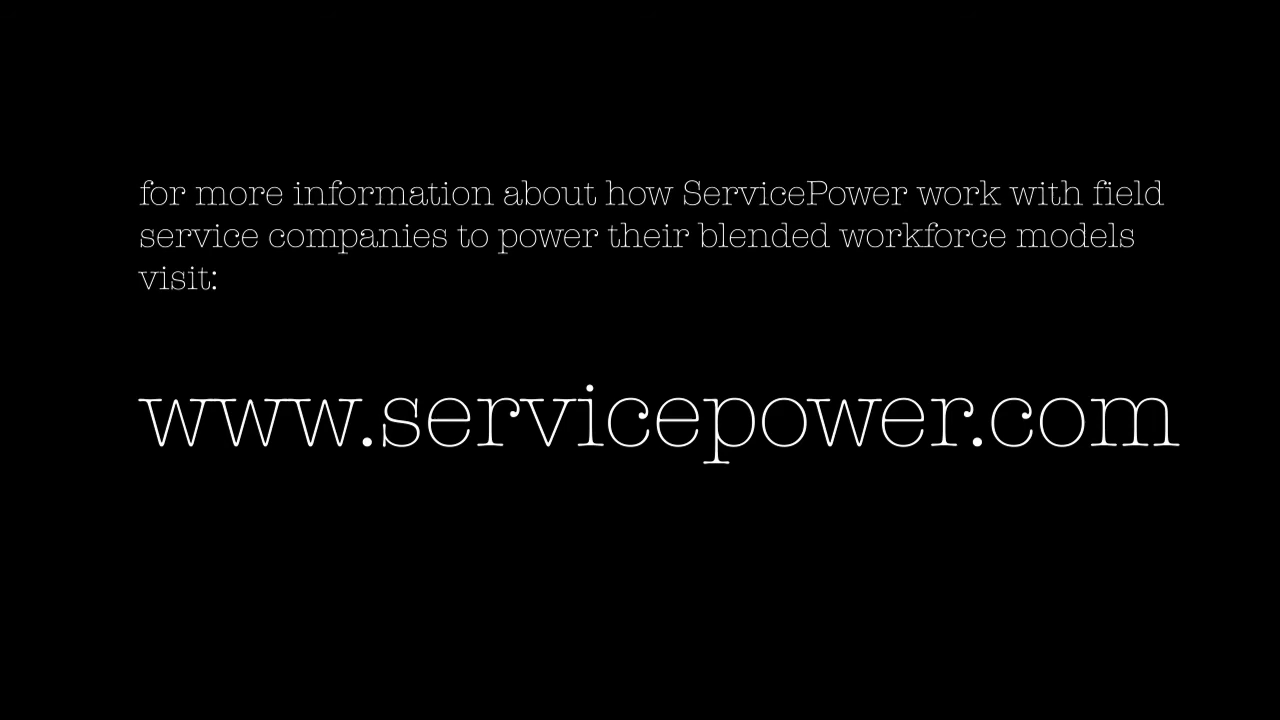 for more information about how ServicePower work with field
service companies to power their blended workforce models
visit:
www.servicepower.com